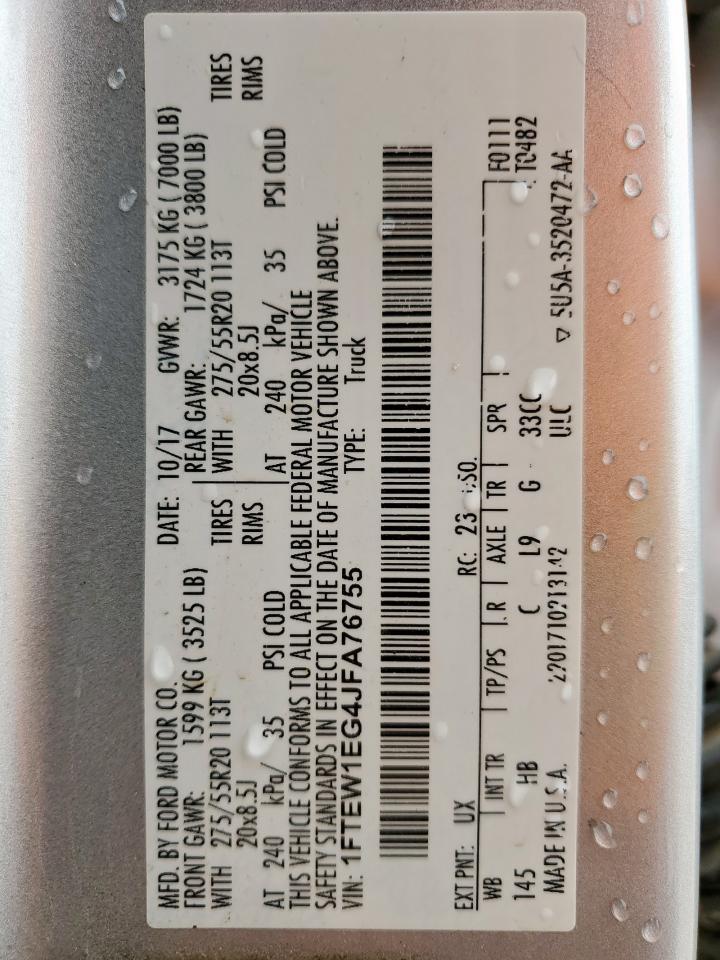 MFD. BY FORD MOTOR CO. DATE: 10/17 GVWR: 3175 KG ( 7000 LB)
FRONT GAWR: 1599 KG ( 3525 LB) REAR GAWR: 1724 KG ( 3800 LB)
WITH 275/55R20 113T TIRES WITH 275/55R20 113T TIRES
20x8.5J RIMS 20x8.5J RIMS
AT 240 kPa/ 35 PSI COLD AT 240 kPa/ 35 PSI COLD
THIS VEHICLE CONFORMS TO ALL APPLICABLE FEDERAL MOTOR VEHICLE
SAFETY STANDARDS IN EFFECT ON THE DATE OF MANUFACTURE SHOWN ABOVE.
VIN: 1FTEW1EG4JFA76755 TYPE: Truck
EXT PNT: UX RC: 23 DSO:
WB INT TR TP/PS R AXLE TR SPR F0111
145 HB C L9 G 33CC T0482
MADE IN U.S.A. ULC 5U5A-3520472-AA